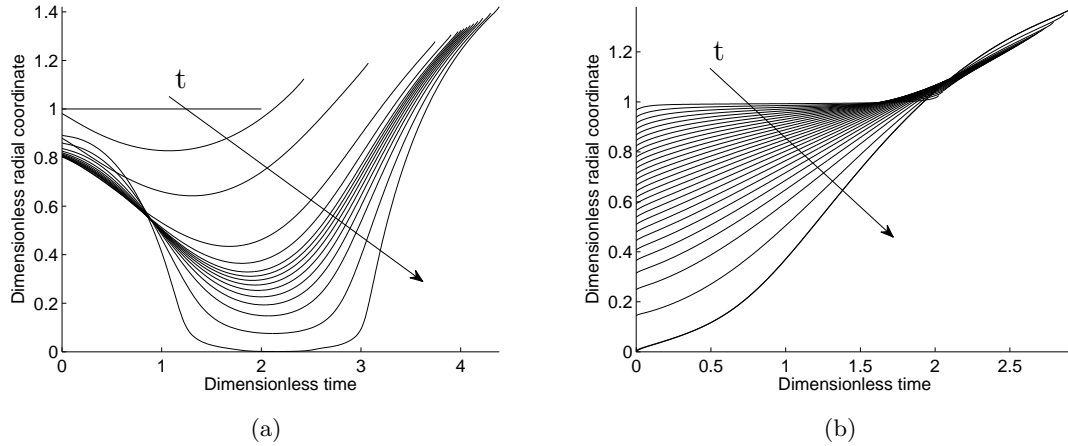 1.4
1.2
1
0.8
0.6
0.4
0.2
0
0 1 2 3 4
Dimensionless radial coordinate
Dimensionless time
t
(a)
1.2
1
0.8
0.6
0.4
0.2
0
0 0.5 1 1.5 2 2.5
Dimensionless radial coordinate
Dimensionless time
t
(b)